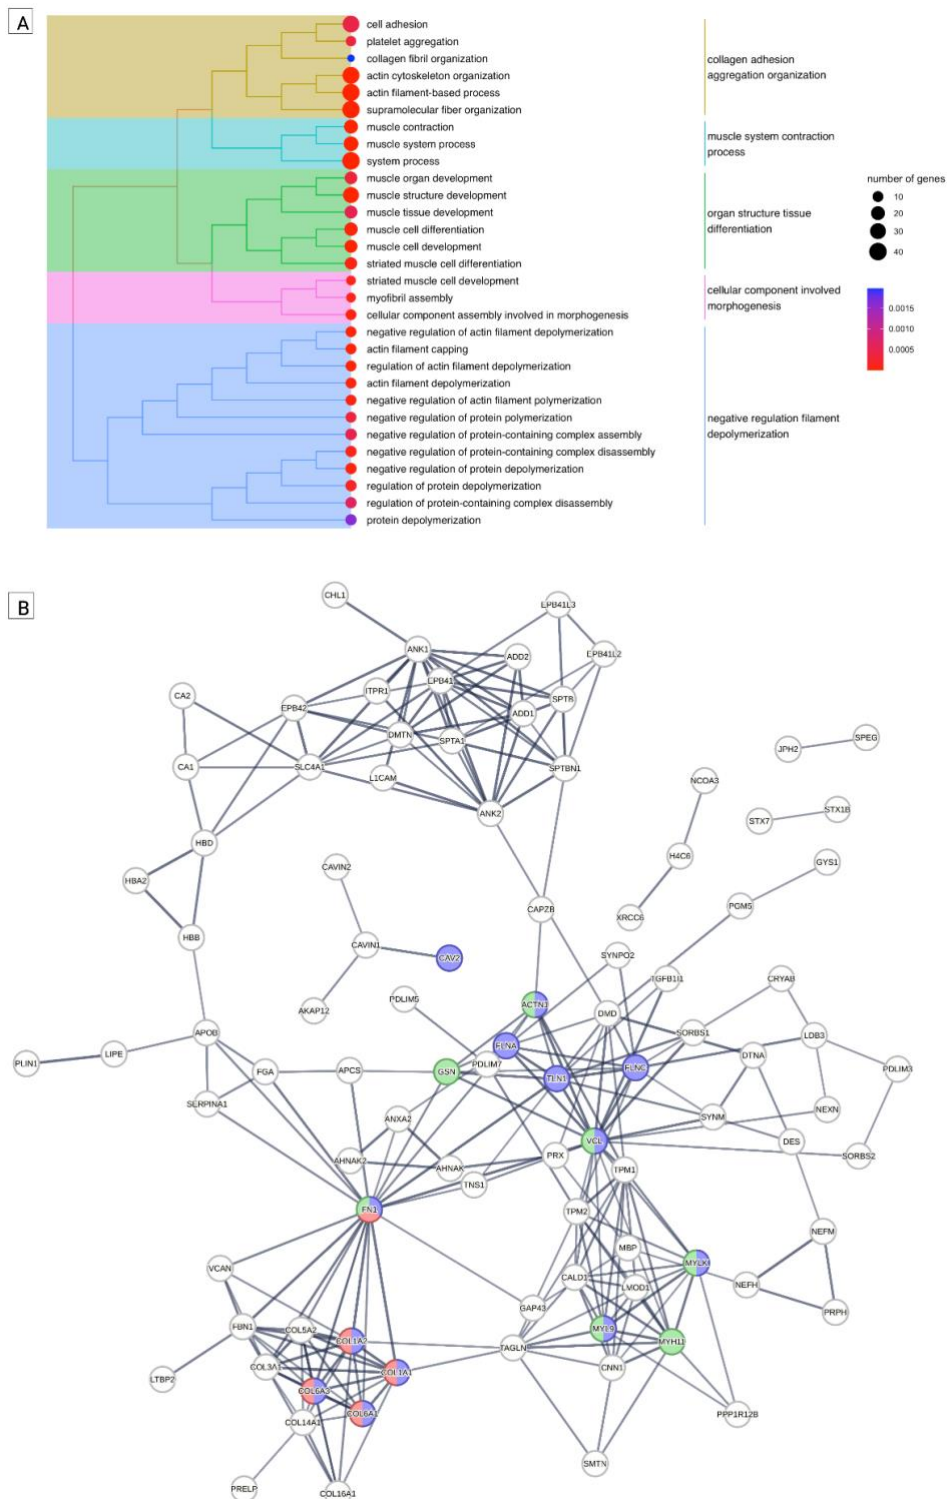 A
cell adhesion
platelet aggregation
collagen fibril organization
actin cytoskeleton organization
actin filament-based process
supramolecular fiber organization
muscle contraction
muscle system process
system process
muscle organ development
muscle structure development
muscle tissue development
muscle cell differentiation
muscle cell development
striated muscle cell differentiation
striated muscle cell development
myofibril assembly
cellular component assembly involved in morphogenesis
negative regulation of actin filament depolymerization
actin filament capping
regulation of actin filament depolymerization
actin filament depolymerization
negative regulation of actin filament polymerization
negative regulation of protein polymerization
negative regulation of protein-containing complex assembly
negative regulation of protein-containing complex disassembly
negative regulation of protein depolymerization
regulation of protein depolymerization
regulation of protein-containing complex disassembly
protein depolymerization
collagen adhesion
aggregation organization
muscle system contraction
process
organ structure tissue
differentiation
cellular component involved
morphogenesis
negative regulation filament
depolymerization
number of genes
10
20
30
40
0.0015
0.0010
0.0005
B
CHL1
EPB41L3
ANK1
ADD2
EPB41L2
EPB41
ITPR1
CA2
SPTB
EPB42
ADD1
DMTN
SPTA1
SPEG
JPH2
CA1
SLC4A1
SPTBN1
L1CAM
NCOA3
ANK2
STX1B
STX7
HBD
H4C6
GYS1
CAVIN2
HBA2
PGM5
CAPZB
XRCC6
HBB
CAVIN1
CAV2
SYNPO2
TGFB1I1
CRYAB
PDLIM5
ACTN1
AKAP12
DMD
APOB
SORBS1
LDB3
FLNA
LIPE
DTNA
PLIN1
PDLIM7
FLNC
GSN
FGA
APCS
TLN1
PDLIM3
SERPINA1
NEXN
ANXA2
SYNM
VCL
DES
PRX
SORBS2
AHNAK2
AHNAK
TPM1
TNS1
FN1
TPM2
NEFM
MBP
VCAN
MYLK
CALD1
LMOD1
NEFH
GAP43
PRPH
FBN1
COL5A2
MYL9
COL1A2
MYH11
TAGLN
COL3A1
CNN1
COL1A1
LTBP2
COL6A3
COL6A1
PPP1R12B
COL14A1
SMTN
PRELP
COL16A1